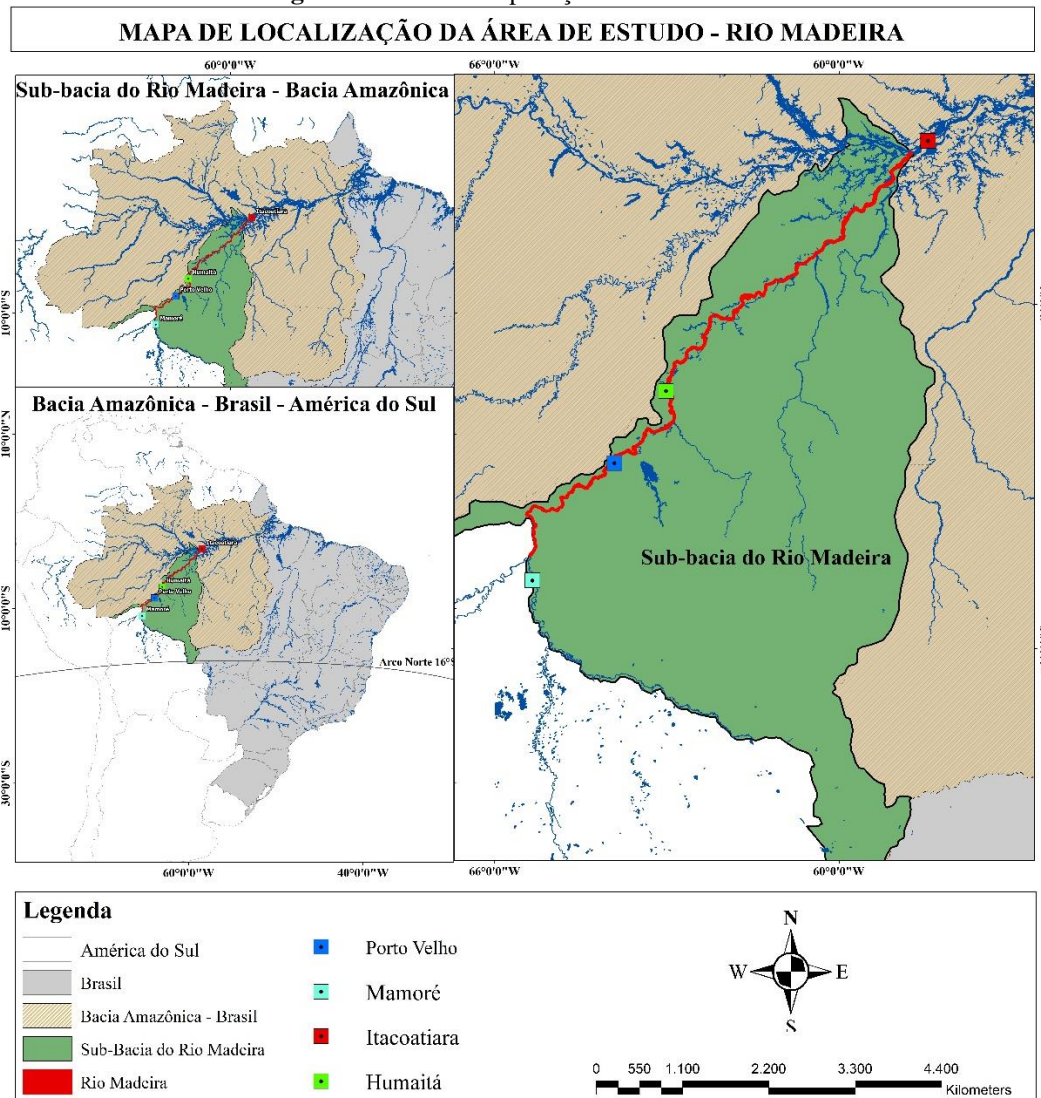 MAPA DE LOCALIZAÇÃO DA ÁREA DE ESTUDO - RIO MADEIRA
60°0'0"W
Sub-bacia do Rio Madeira - Bacia Amazônica
Itacoatiara
Humaitá
Porto Velho
Mamoré
10°0'0"S
Bacia Amazônica - Brasil - América do Sul
10°0'0"N
Itacoatiara
Humaitá
Porto Velho
Mamoré
10°0'0"S
Arco Norte 16°S
30°0'0"S
60°0'0"W
40°0'0"W
66°0'0"W
60°0'0"W
Sub-bacia do Rio Madeira
66°0'0"W
60°0'0"W
Legenda
América do Sul
Brasil
Bacia Amazônica - Brasil
Sub-Bacia do Rio Madeira
Rio Madeira
Porto Velho
Mamoré
Itacoatiara
Humaitá
N
W
E
S
0 550 1.100 2.200 3.300 4.400
Kilometers